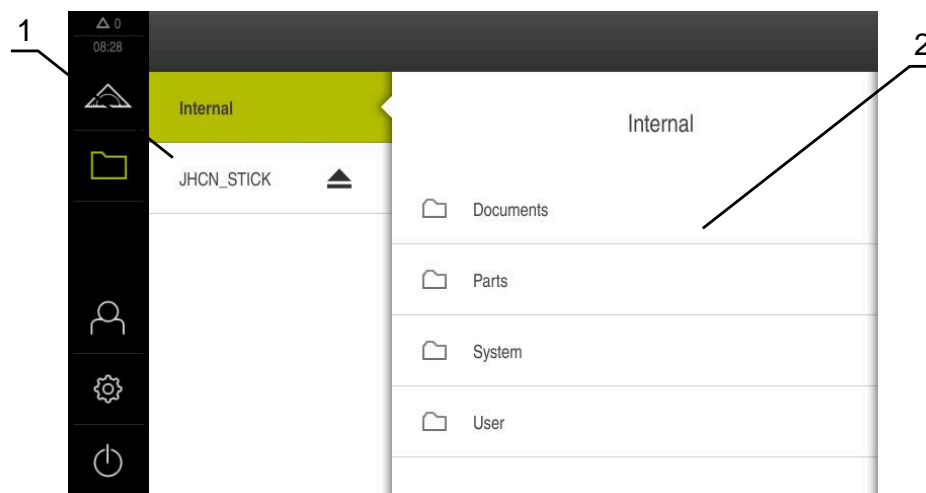 1
△ 0
08:28
2
Internal
Internal
JHCN_STICK
Documents
Parts
System
User